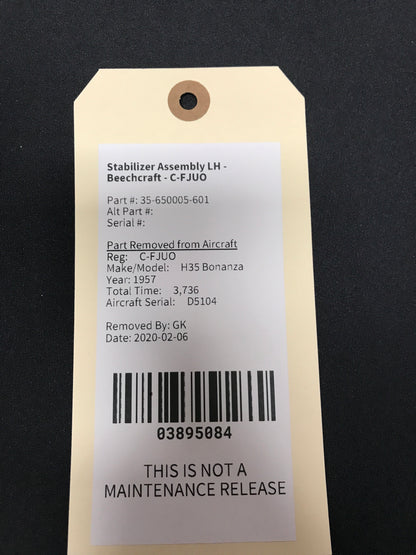 Stabilizer Assembly LH -
Beechcraft - C-FJUO
Part #: 35-650005-601
Alt Part #:
Serial #:
Part Removed from Aircraft
Reg: C-FJUO
Make/Model: H35 Bonanza
Year: 1957
Total Time: 3,736
Aircraft Serial: D5104
Removed By: GK
Date: 2020-02-06
03895084
THIS IS NOT A
MAINTENANCE RELEASE